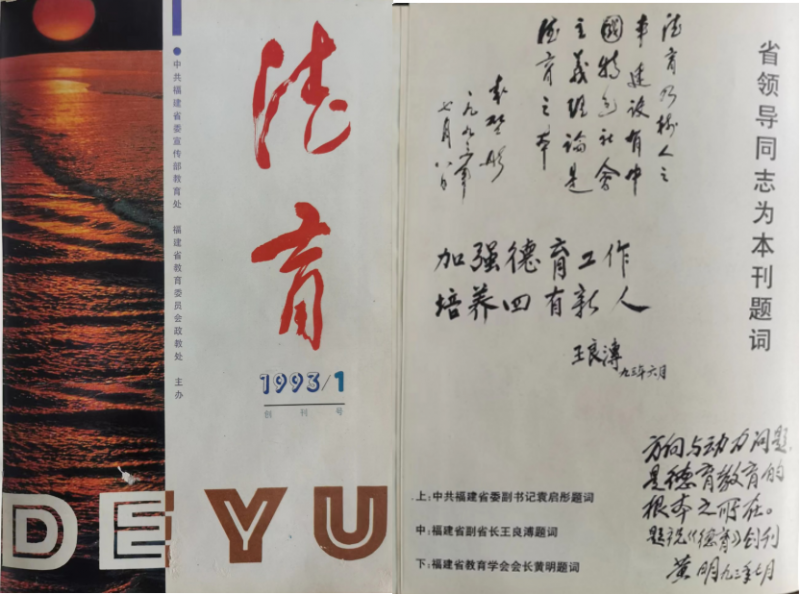 ●中共福建省委宣传部教育处 福建省教育委员会政教处 主办
德育
1993/1
创刊号
DEYU
省领导同志为本刊题词
德育乃树人之
建设有中
國特色社会
主义理论是
德育之本
袁启彤
一九九三年
七月八日
加强德育工作
培养四有新人
王良溥
九三年六月
方向与动力问题,
是德育教育的
根本之所在。
题祝《德育》创刊
黄明九三年七月
上:中共福建省委副书记袁启彤题词
中:福建省副省长王良溥题词
下:福建省教育学会会长黄明题词